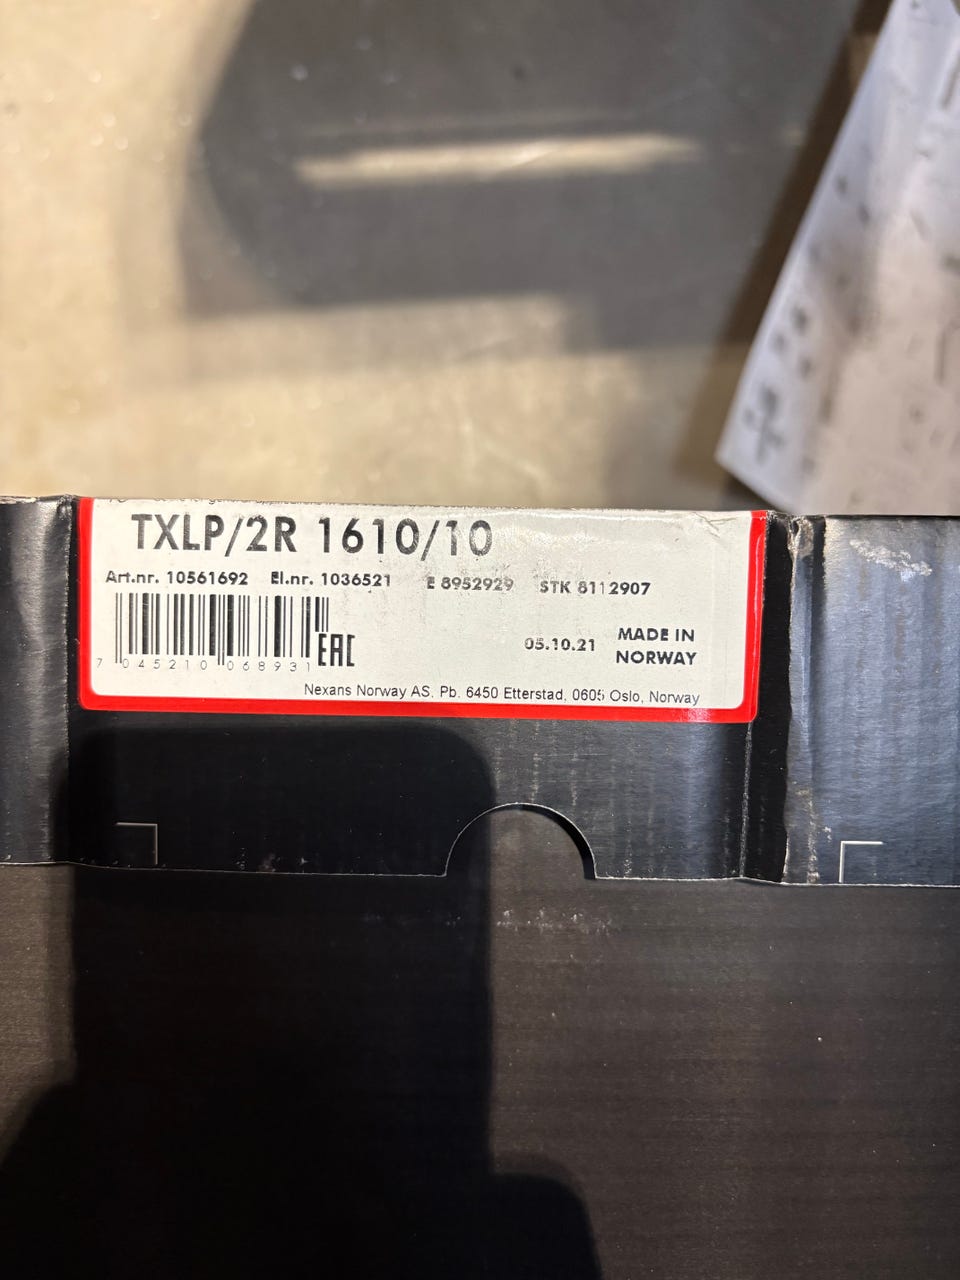 TXLP/2R 1610/10
Art.nr. 10561692 El.nr. 1036521 E 8952929 STK 8112907
EAC
7 045210 068931
05.10.21
MADE IN
NORWAY
Nexans Norway AS, Pb. 6450 Etterstad, 0605 Oslo, Norway